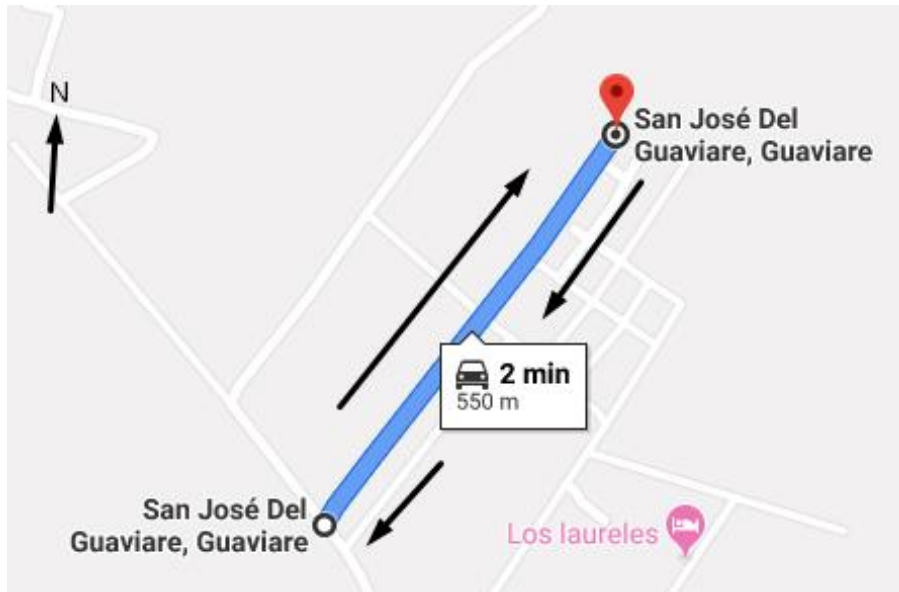 N
San José Del
Guaviare, Guaviare
2 min
550 m
San José Del
Guaviare, Guaviare
Los laureles